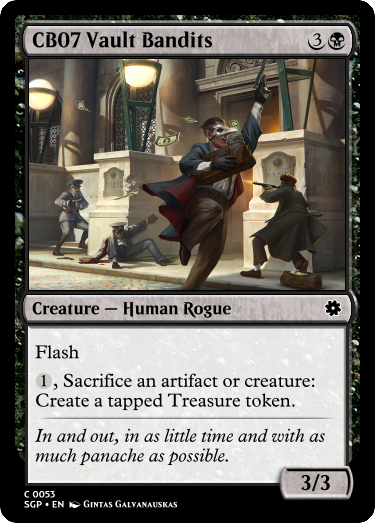 CB07 Vault Bandits 3
Creature — Human Rogue
Flash
1, Sacrifice an artifact or creature:
Create a tapped Treasure token.
In and out, in as little time and with as
much panache as possible.
3/3
C 0053
SGP • EN Gintas Galvanauskas